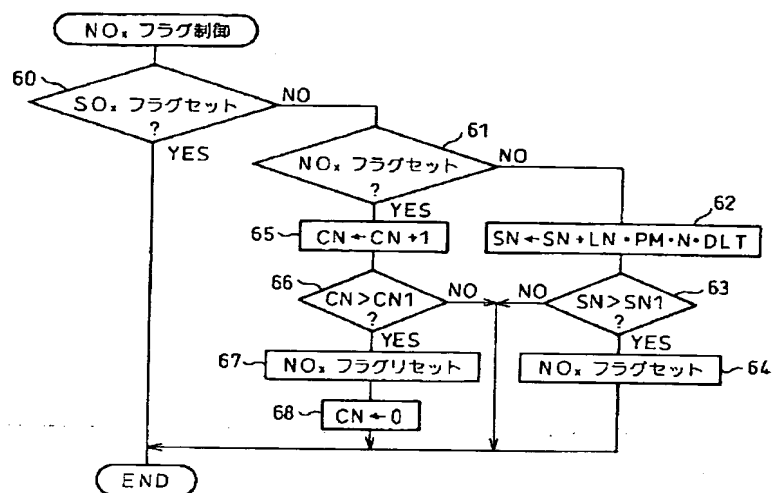 NOx フラグ制御
60
SOx フラグセット
?
NO
YES
61
NOx フラグセット
?
NO
YES
62
SN←SN+LN・PM・N・DLT
65
CN←CN+1
66
CN>CN1
?
NO
YES
63
SN>SN1
?
NO
YES
67
NOx フラグリセット
64
NOx フラグセット
68
CN←0
END